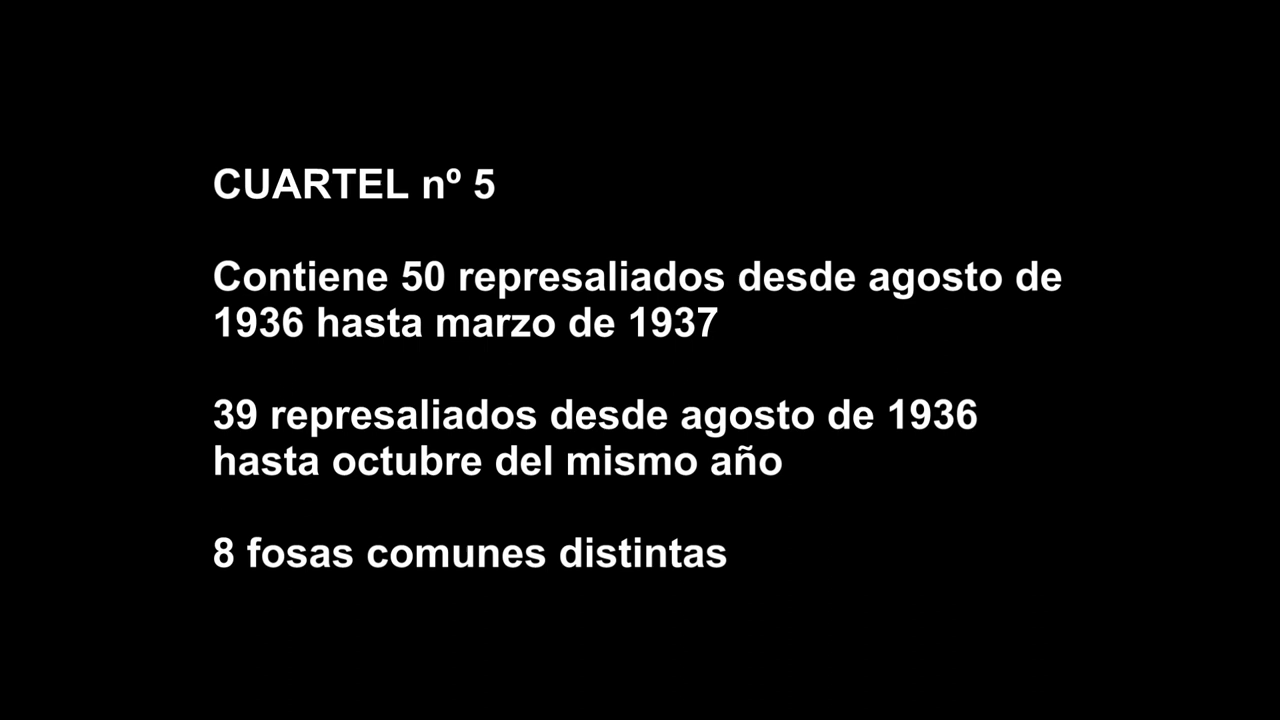 CUARTEL nº 5
Contiene 50 represaliados desde agosto de
1936 hasta marzo de 1937
39 represaliados desde agosto de 1936
hasta octubre del mismo año
8 fosas comunes distintas